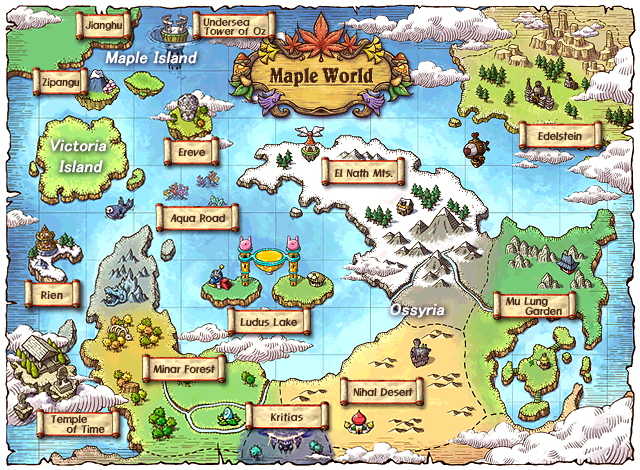 Jianghu
Undersea
Tower of Oz
Maple Island
Maple World
Zipangu
Edelstein
Victoria
Island
Ereve
El Nath Mts.
Aqua Road
Rien
Ossyria
Mu Lung
Garden
Ludus Lake
Minar Forest
Nihal Desert
Temple
of Time
Kritias